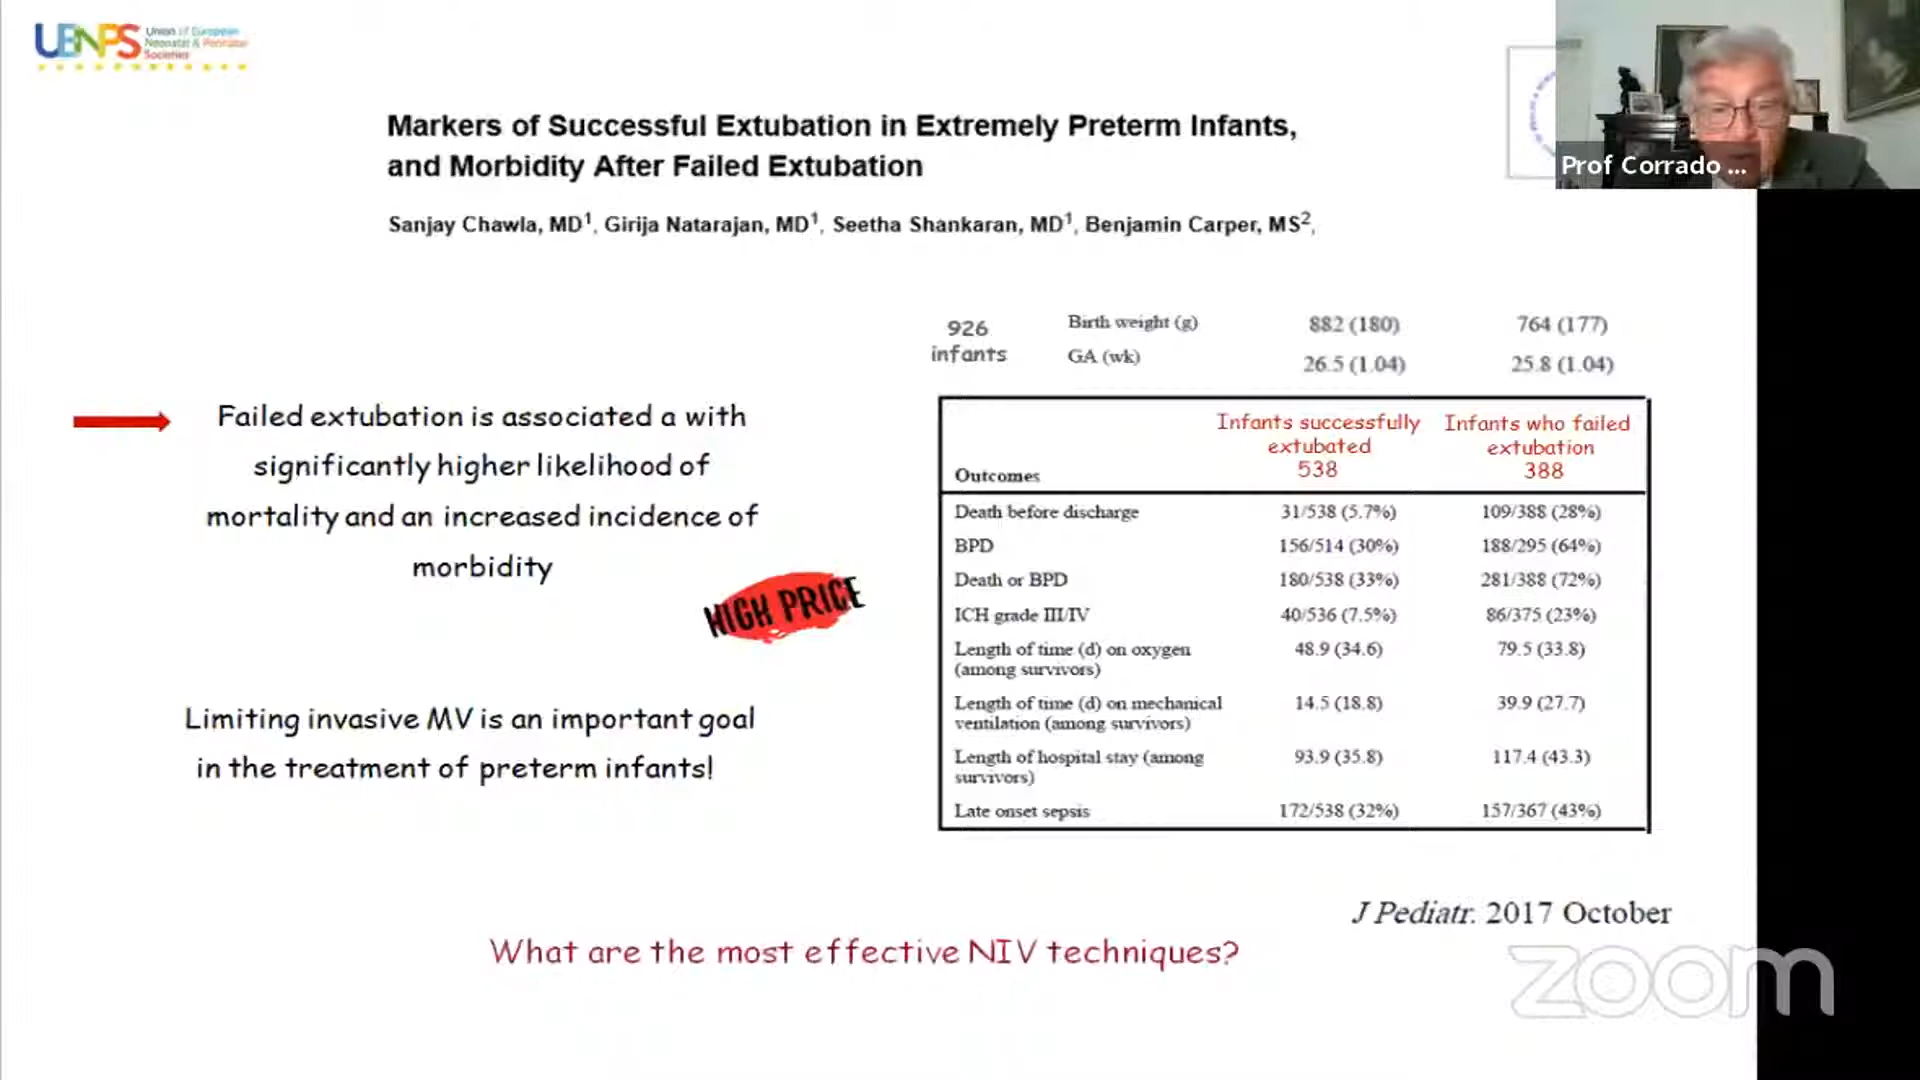 UENPS Union of European
Neonatal & Perinatal
Societies
Prof Corrado ...
Markers of Successful Extubation in Extremely Preterm Infants,
and Morbidity After Failed Extubation
Sanjay Chawla, MD1, Girija Natarajan, MD1, Seetha Shankaran, MD1, Benjamin Carper, MS2,
926
infants
Birth weight (g) 882 (180) 764 (177)
GA (wk) 26.5 (1.04) 25.8 (1.04)
Failed extubation is associated a with
significantly higher likelihood of
mortality and an increased incidence of
morbidity
HIGH PRICE
Limiting invasive MV is an important goal
in the treatment of preterm infants!
Outcomes
Infants successfully
extubated
538
Infants who failed
extubation
388
Death before discharge 31/538 (5.7%) 109/388 (28%)
BPD 156/514 (30%) 188/295 (64%)
Death or BPD 180/538 (33%) 281/388 (72%)
ICH grade III/IV 40/536 (7.5%) 86/375 (23%)
Length of time (d) on oxygen 48.9 (34.6) 79.5 (33.8)
(among survivors)
Length of time (d) on mechanical 14.5 (18.8) 39.9 (27.7)
ventilation (among survivors)
Length of hospital stay (among 93.9 (35.8) 117.4 (43.3)
survivors)
Late onset sepsis 172/538 (32%) 157/367 (43%)
J Pediatr. 2017 October
What are the most effective NIV techniques?
zoom